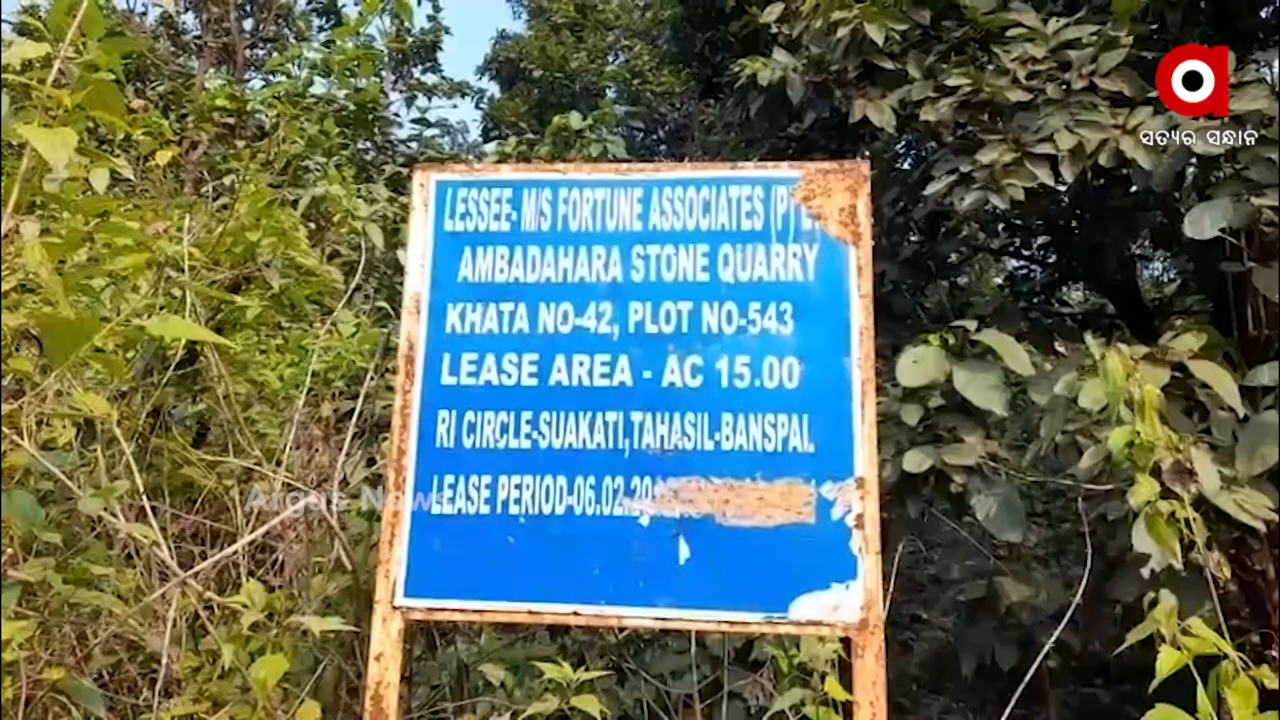 ସତ୍ୟର ସନ୍ଧାନ
LESSEE- M/S FORTUNE ASSOCIATES (P)
AMBADAHARA STONE QUARRY
KHATA NO-42, PLOT NO-543
LEASE AREA - AC 15.00
RI CIRCLE-SUAKATI,TAHASIL-BANSPAL
LEASE PERIOD-06.02.
Argus News